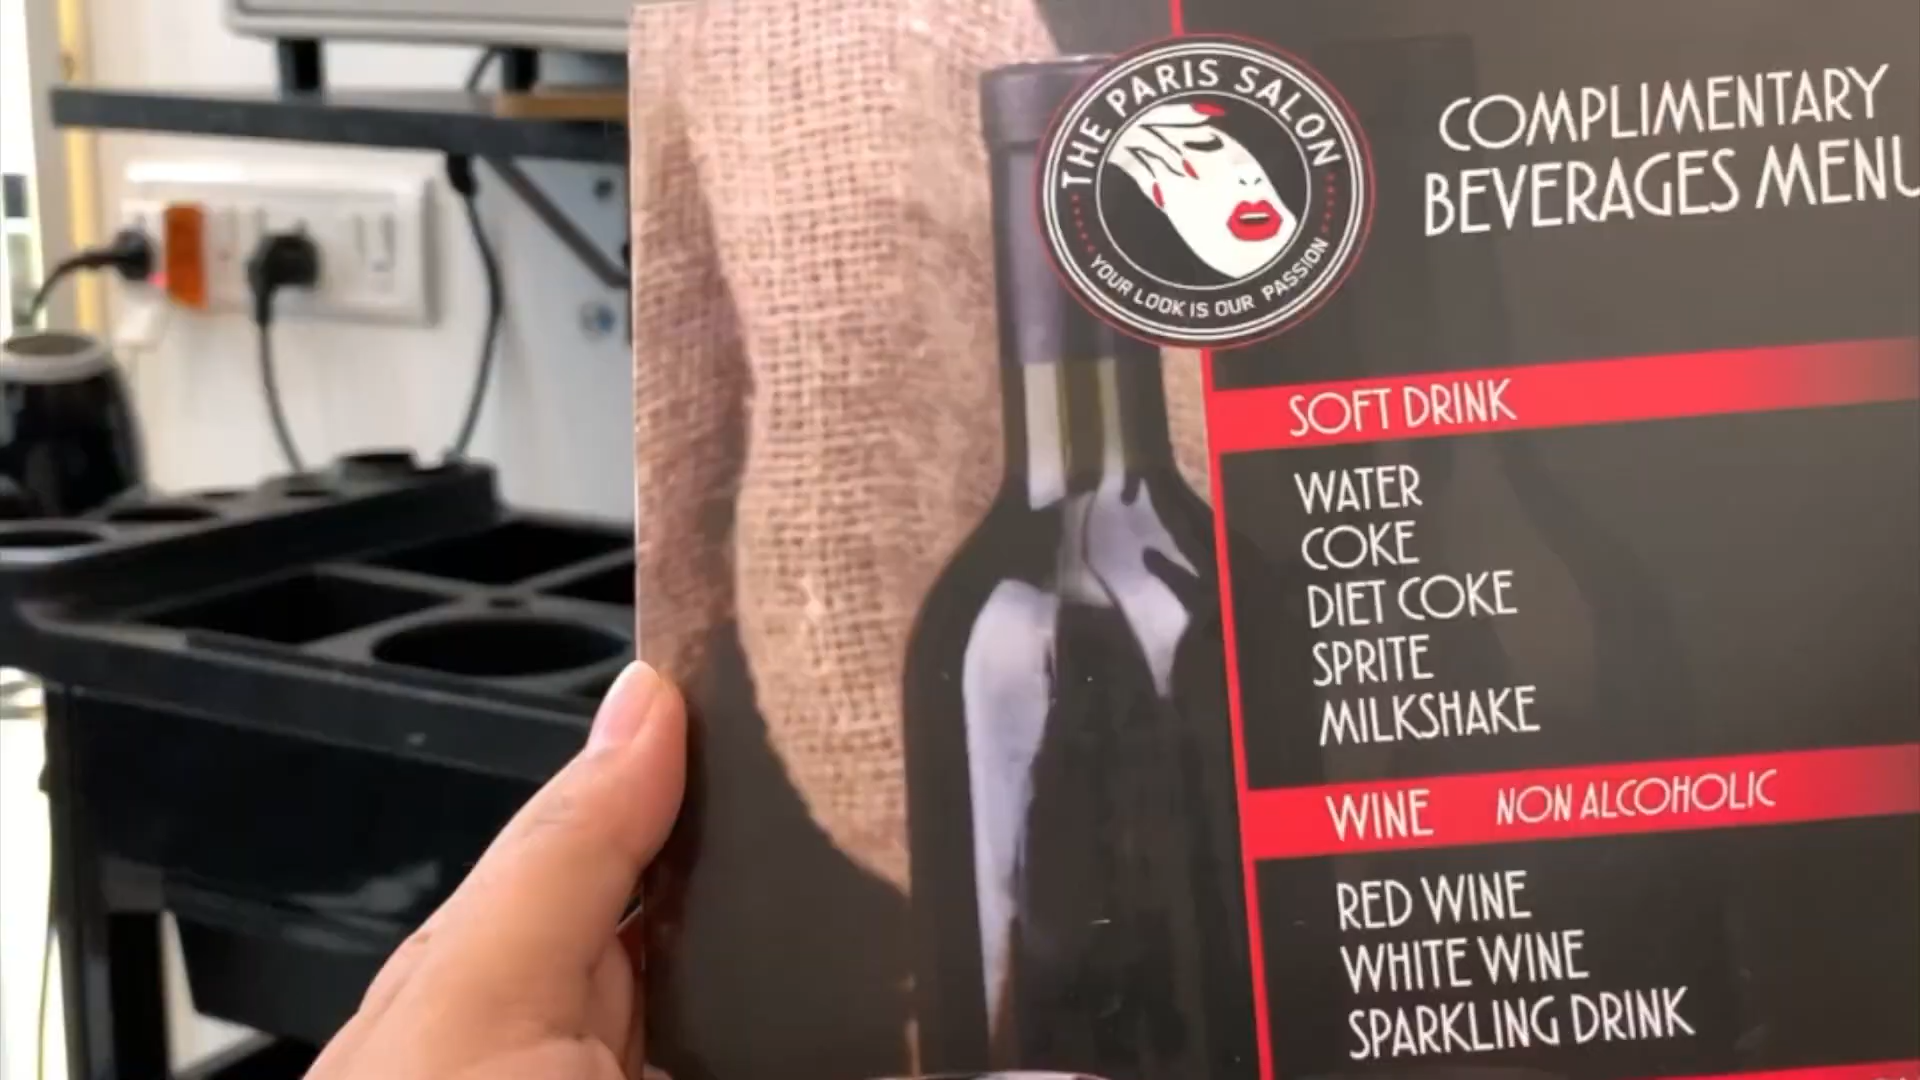 THE PARIS SALON
YOUR LOOK IS OUR PASSION
COMPLIMENTARY
BEVERAGES MENU
SOFT DRINK
WATER
COKE
DIET COKE
SPRITE
MILKSHAKE
WINE NON ALCOHOLIC
RED WINE
WHITE WINE
SPARKLING DRINK